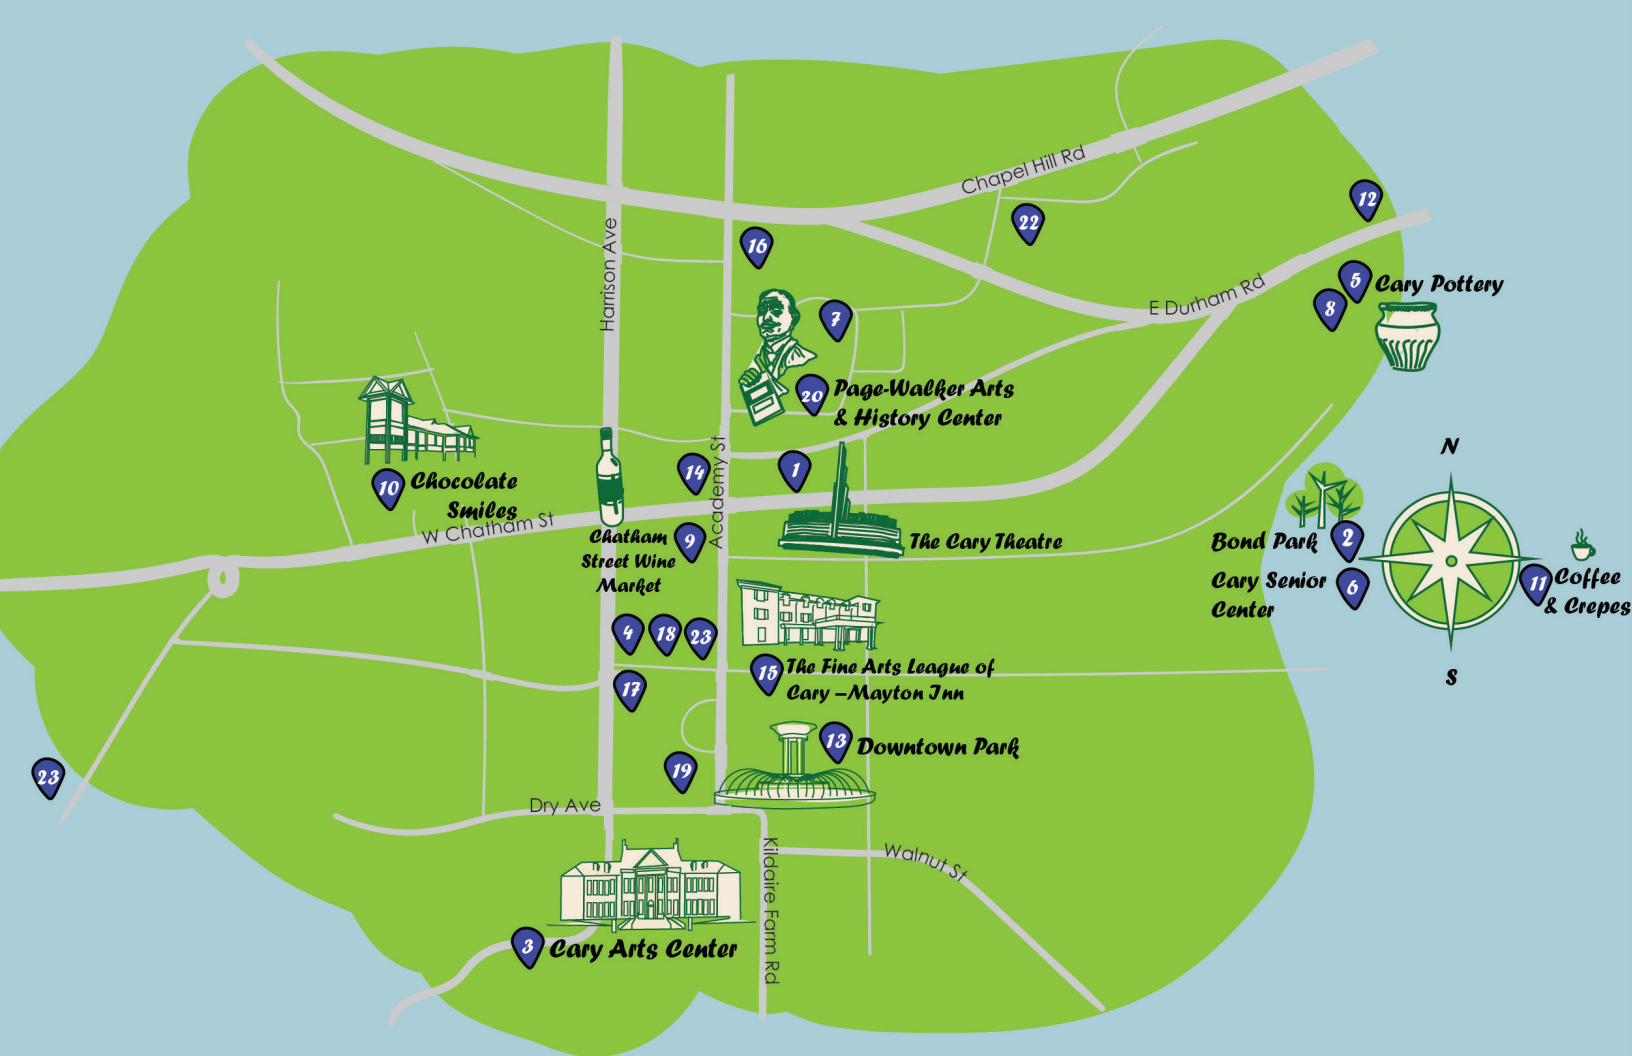 Chapel Hill Rd
12
22
16
Harrison Ave
E Durham Rd
5
Cary Pottery
8
7
20
Page-Walker Arts
& History Center
N
Academy St
14
1
10
Chocolate
Smiles
W Chatham St
Chatham
Street Wine
Market
9
The Cary Theatre
Bond Park
2
Cary Senior
Center
6
11
Coffee
& Crepes
4
18
23
15
The Fine Arts League of
Cary –Mayton Inn
S
17
13
Downtown Park
19
23
Dry Ave
Kildaire Farm Rd
Walnut St
3
Cary Arts Center